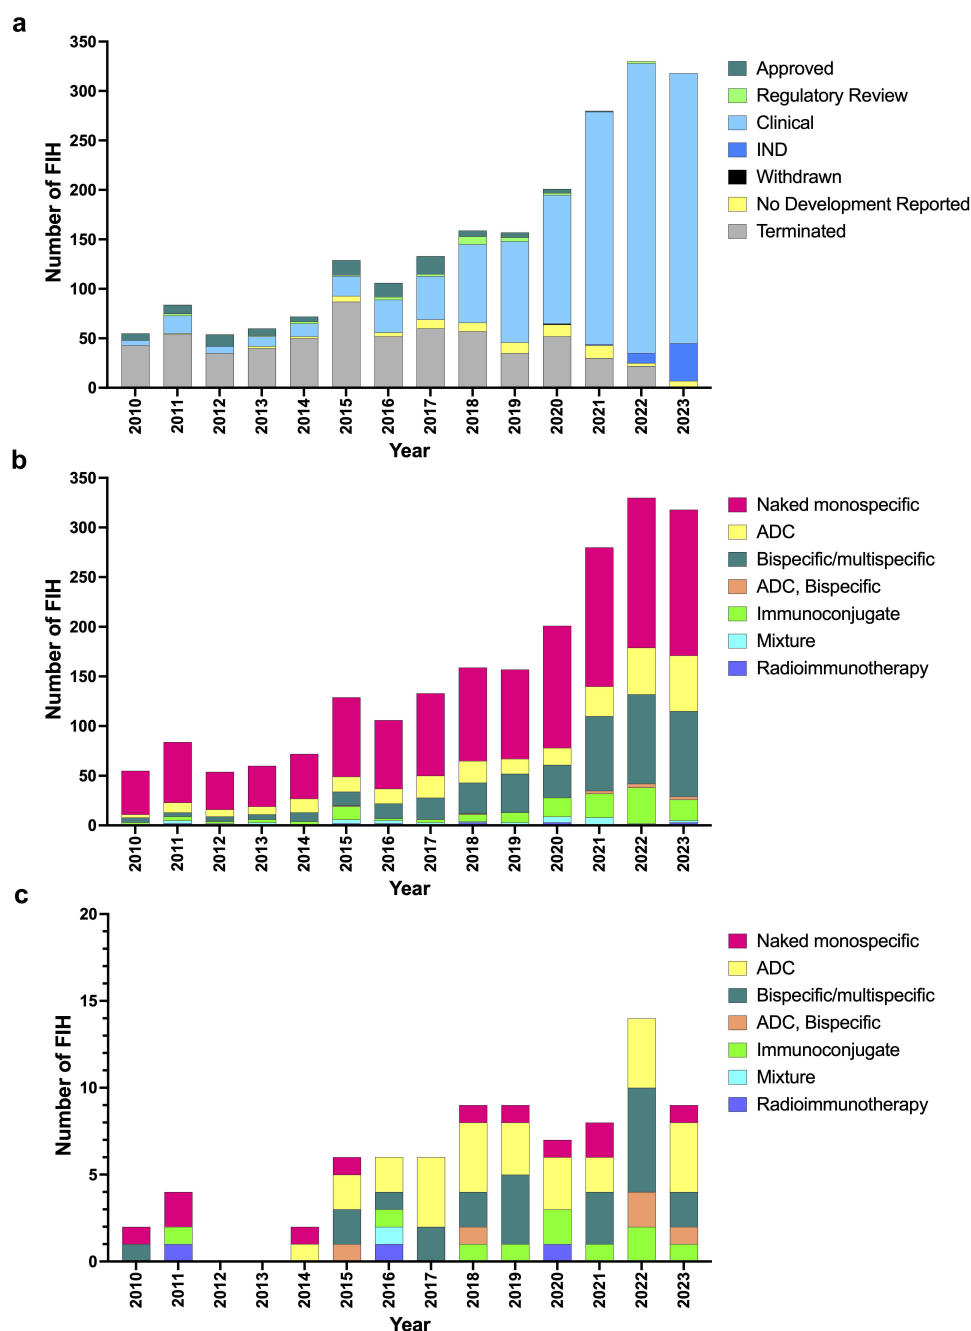 a
350
300
250
200
150
100
50
0
Number of FIH
2010 2011 2012 2013 2014 2015 2016 2017 2018 2019 2020 2021 2022 2023
Year
Approved
Regulatory Review
Clinical
IND
Withdrawn
No Development Reported
Terminated
b
350
300
250
200
150
100
50
0
Number of FIH
2010 2011 2012 2013 2014 2015 2016 2017 2018 2019 2020 2021 2022 2023
Year
Naked monospecific
ADC
Bispecific/multispecific
ADC, Bispecific
Immunoconjugate
Mixture
Radioimmunotherapy
c
20
15
10
5
0
Number of FIH
2010 2011 2012 2013 2014 2015 2016 2017 2018 2019 2020 2021 2022 2023
Year
Naked monospecific
ADC
Bispecific/multispecific
ADC, Bispecific
Immunoconjugate
Mixture
Radioimmunotherapy